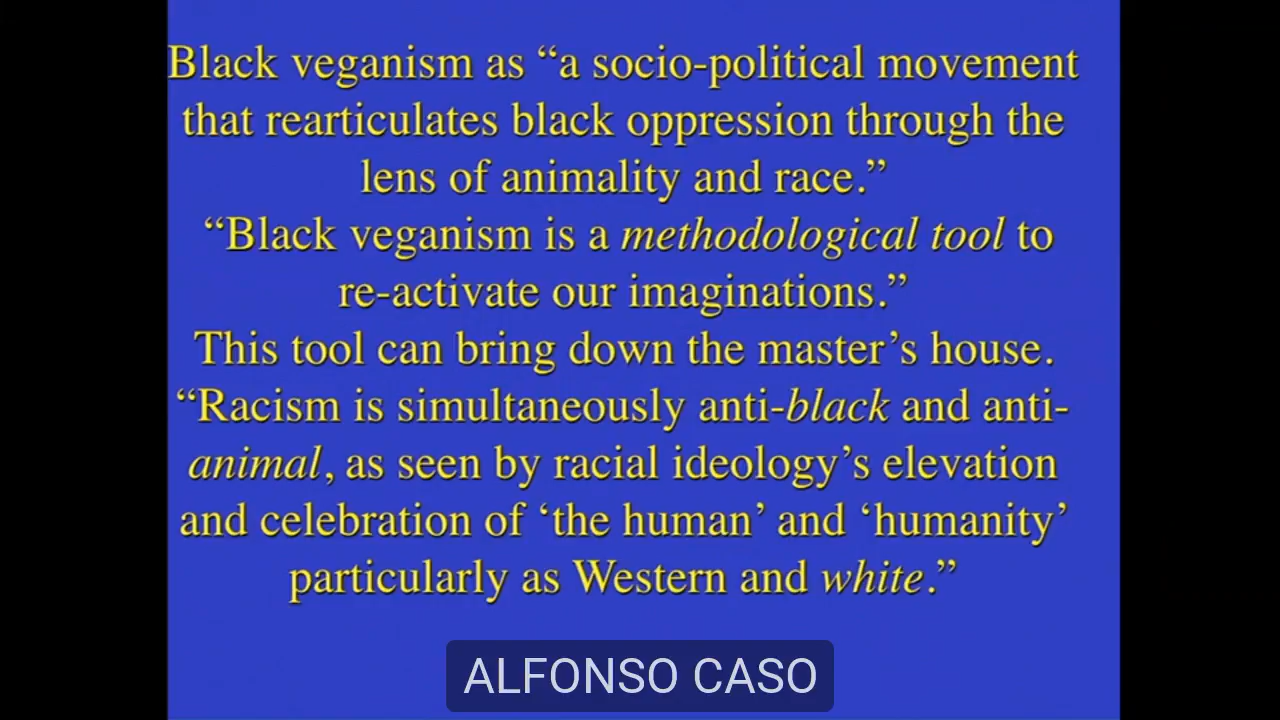 Black veganism as “a socio-political movement
that rearticulates black oppression through the
lens of animality and race.”
“Black veganism is a methodological tool to
re-activate our imaginations.”
This tool can bring down the master’s house.
“Racism is simultaneously anti-black and anti-
animal, as seen by racial ideology’s elevation
and celebration of ‘the human’ and ‘humanity’
particularly as Western and white.”
ALFONSO CASO